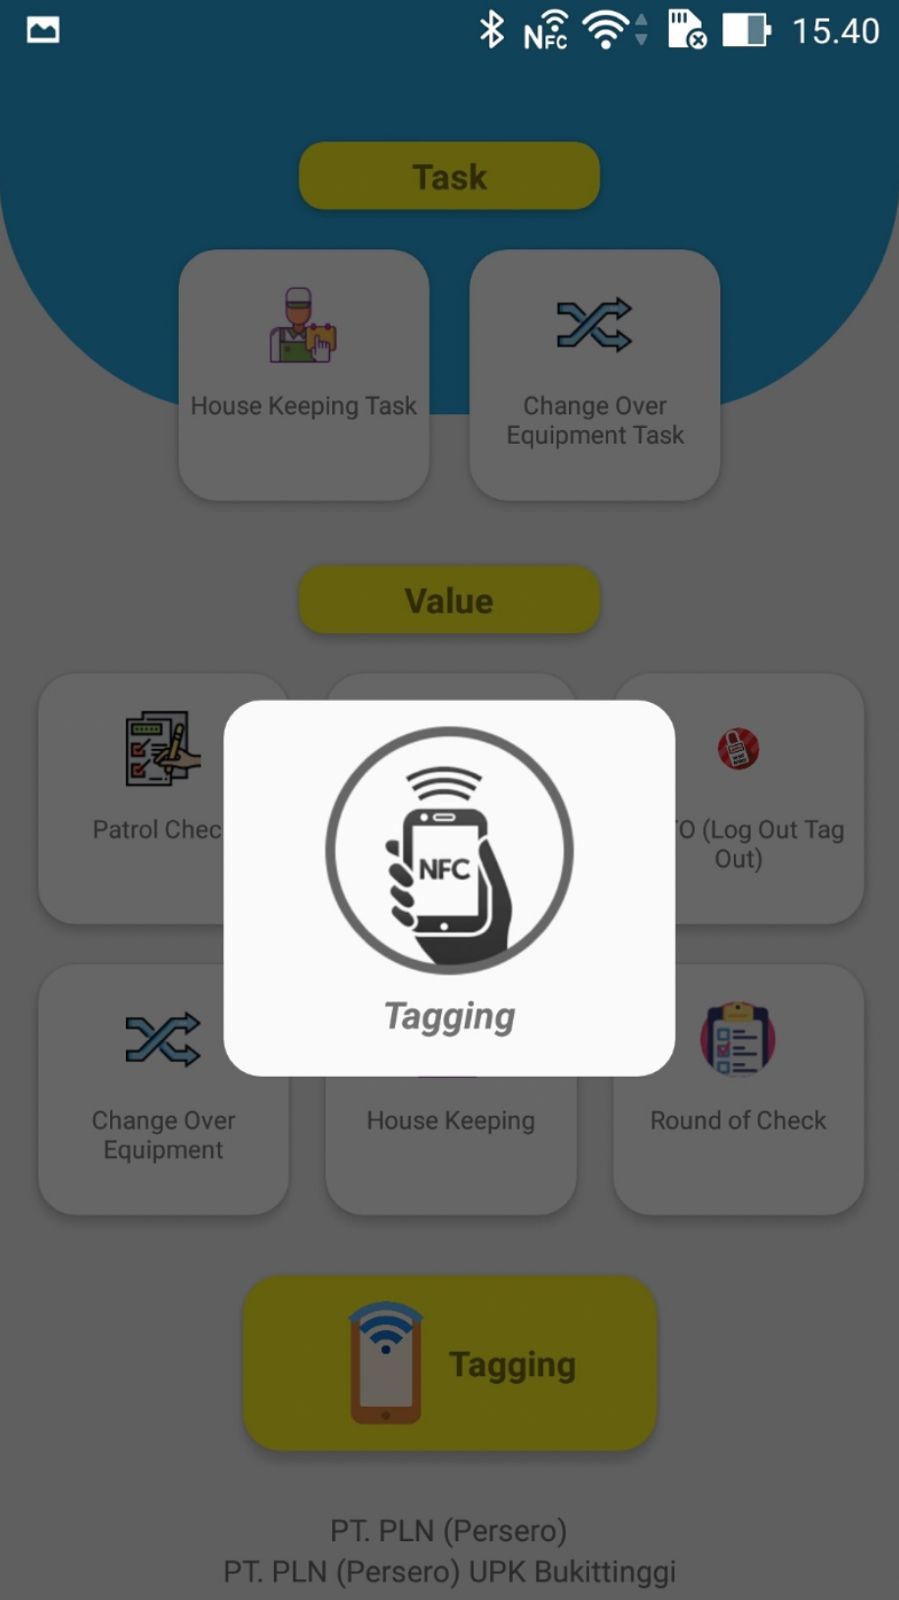 NFC
15.40
Task
House Keeping Task
Change Over
Equipment Task
Value
Patrol
(Log Out Tag
Out)
NFC
Tagging
Change Over
Equipment
House Keeping
Round of Check
Tagging
PT. PLN (Persero)
PT. PLN (Persero) UPK Bukittinggi